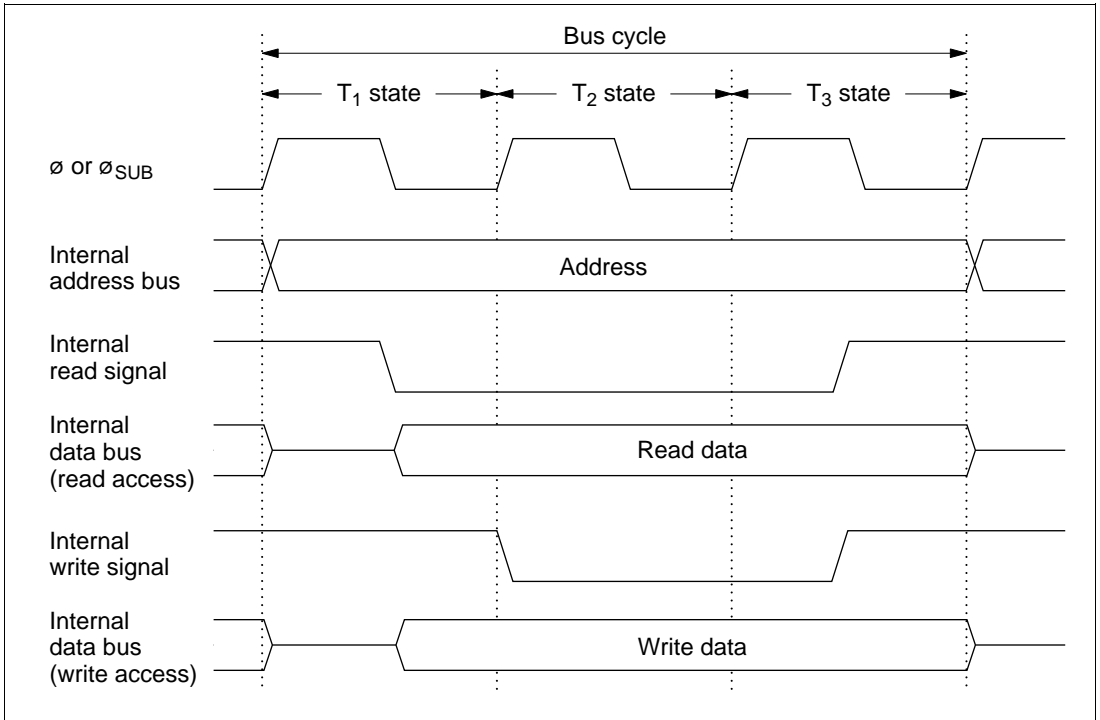 Bus cycle
T₁ state
T₂ state
T₃ state
ø or ø_SUB
Internal
address bus
Address
Internal
read signal
Internal
data bus
(read access)
Read data
Internal
write signal
Internal
data bus
(write access)
Write data